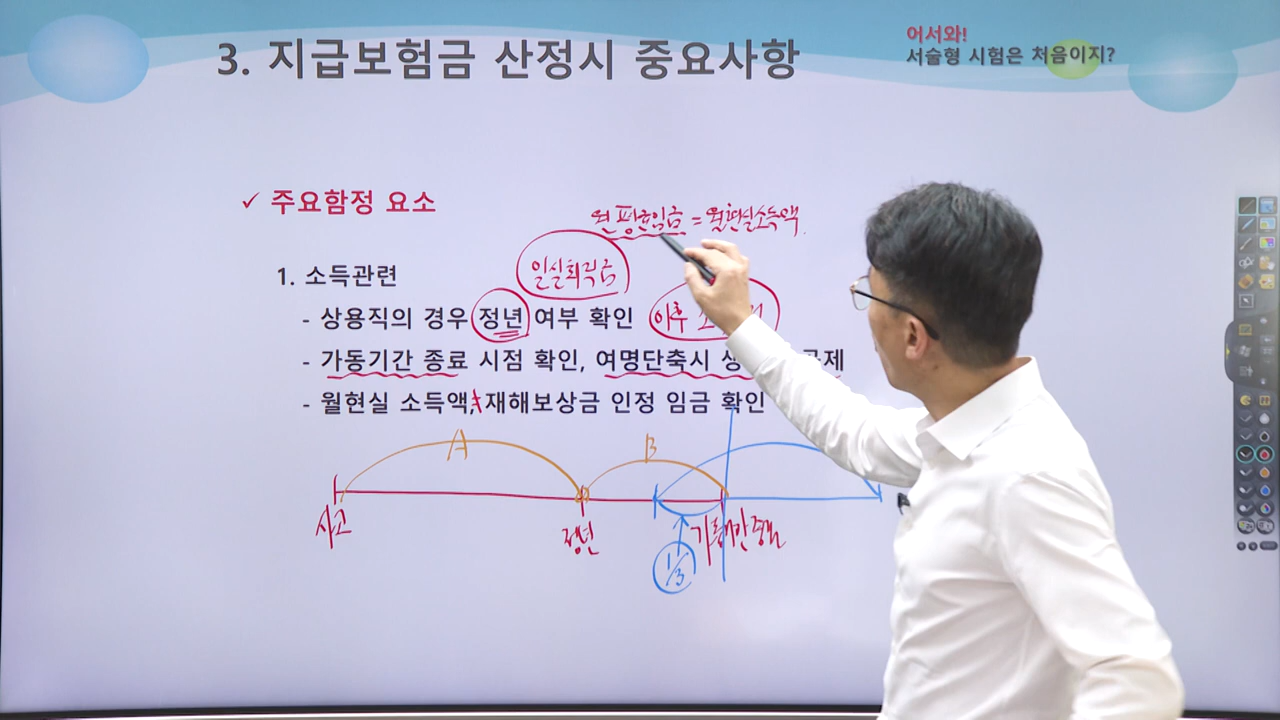 3. 지급보험금 산정시 중요사항
어서와!
서술형 시험은 처음이지?
✓ 주요함정 요소
월 평균임금 = 월현실소득액.
1. 소득관련
일실퇴직금
- 상용직의 경우 정년 여부 확인 이후
- 가동기간 종료 시점 확인, 여명단축시 제
- 월현실 소득액, ≠ 재해보상금 인정 임금 확인
A
B
사고
정년
1/3